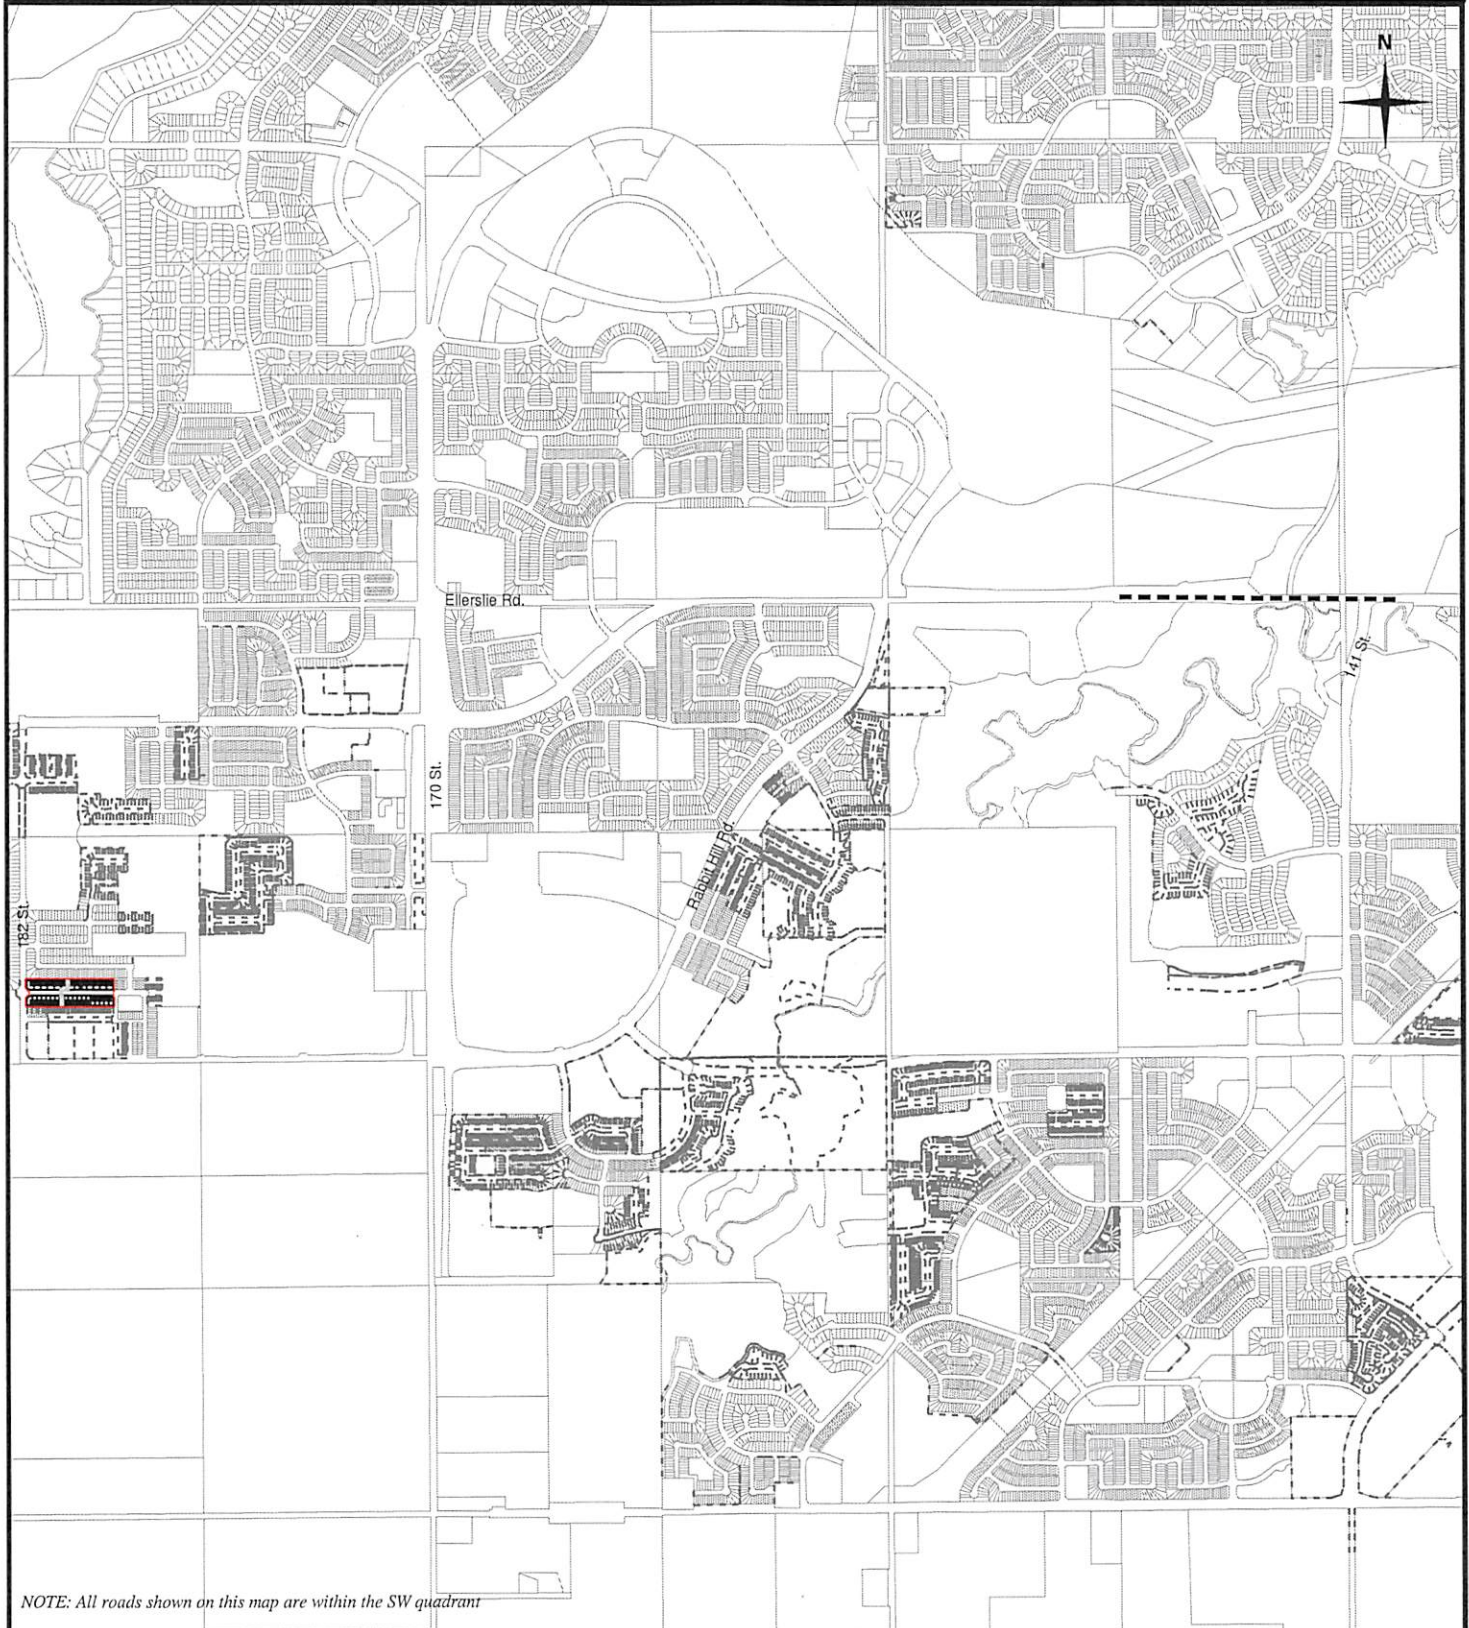 N
Ellerslie Rd.
141 St.
170 St.
Rabbit Hill Rd.
182 St.
NOTE: All roads shown on this map are within the SW quadrant